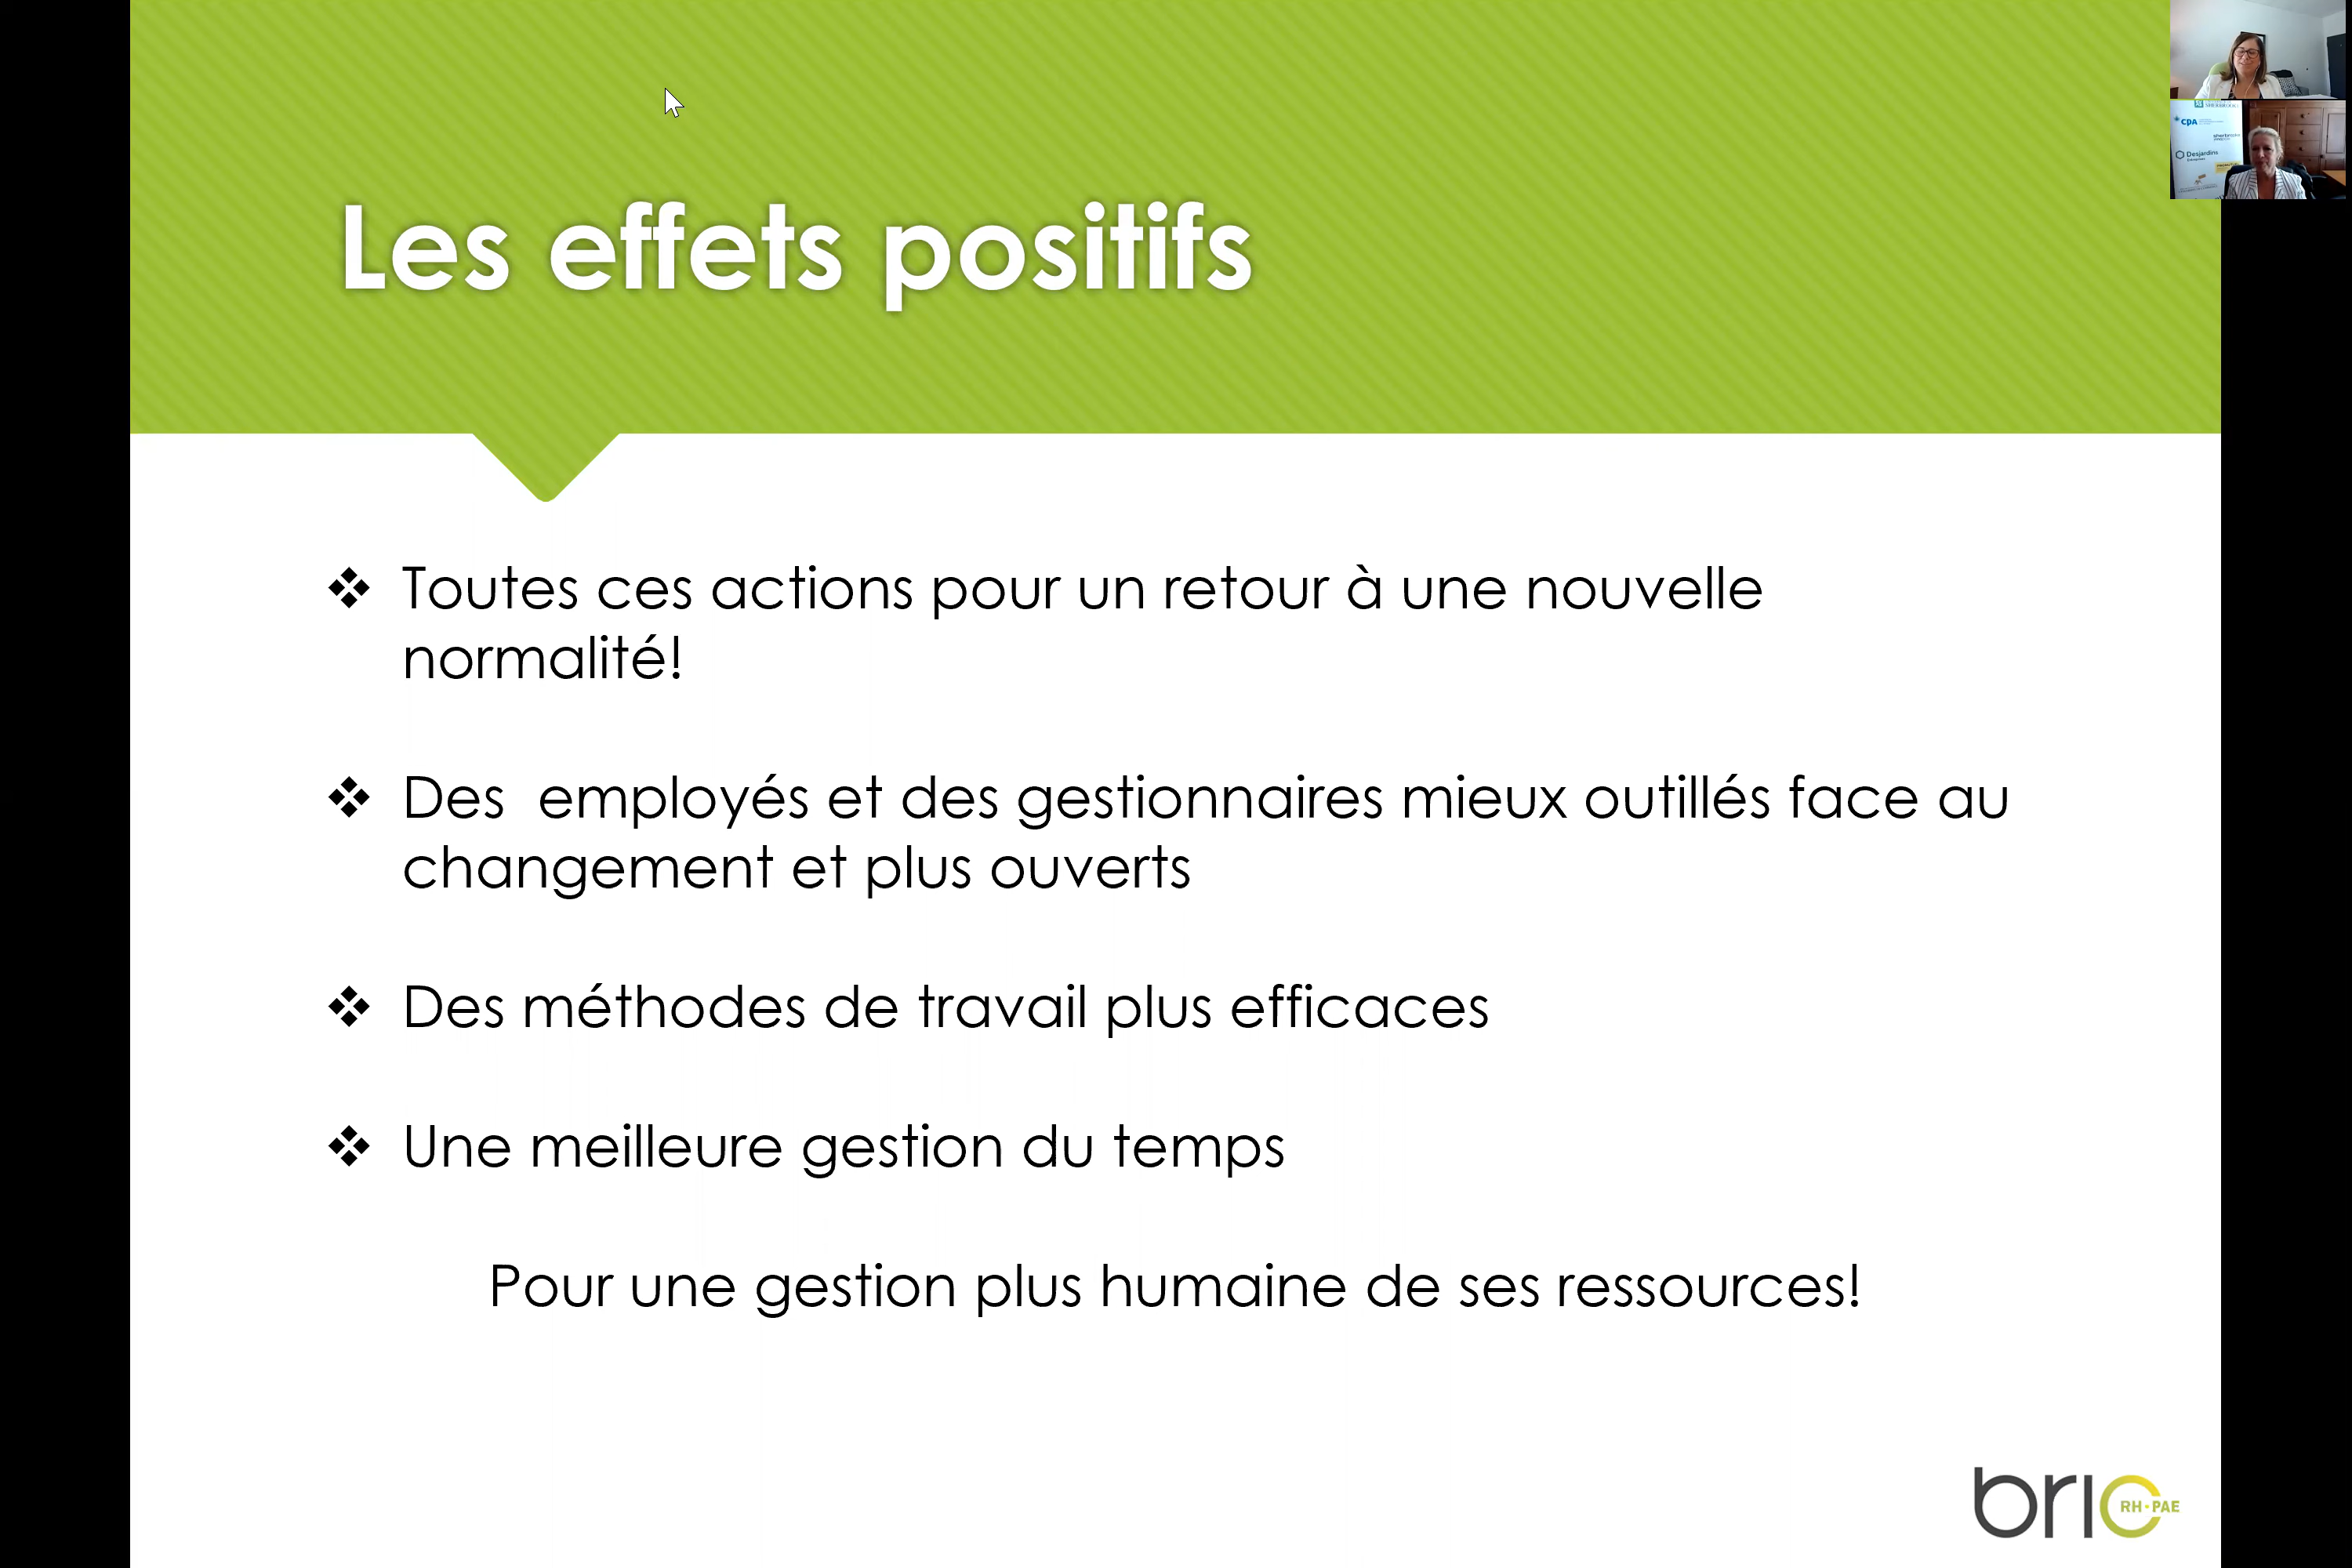 Les effets positifs
❖ Toutes ces actions pour un retour à une nouvelle
normalité!
❖ Des  employés et des gestionnaires mieux outillés face au
changement et plus ouverts
❖ Des méthodes de travail plus efficaces
❖ Une meilleure gestion du temps
Pour une gestion plus humaine de ses ressources!
bric
RH·PAE
cpa
Desjardins